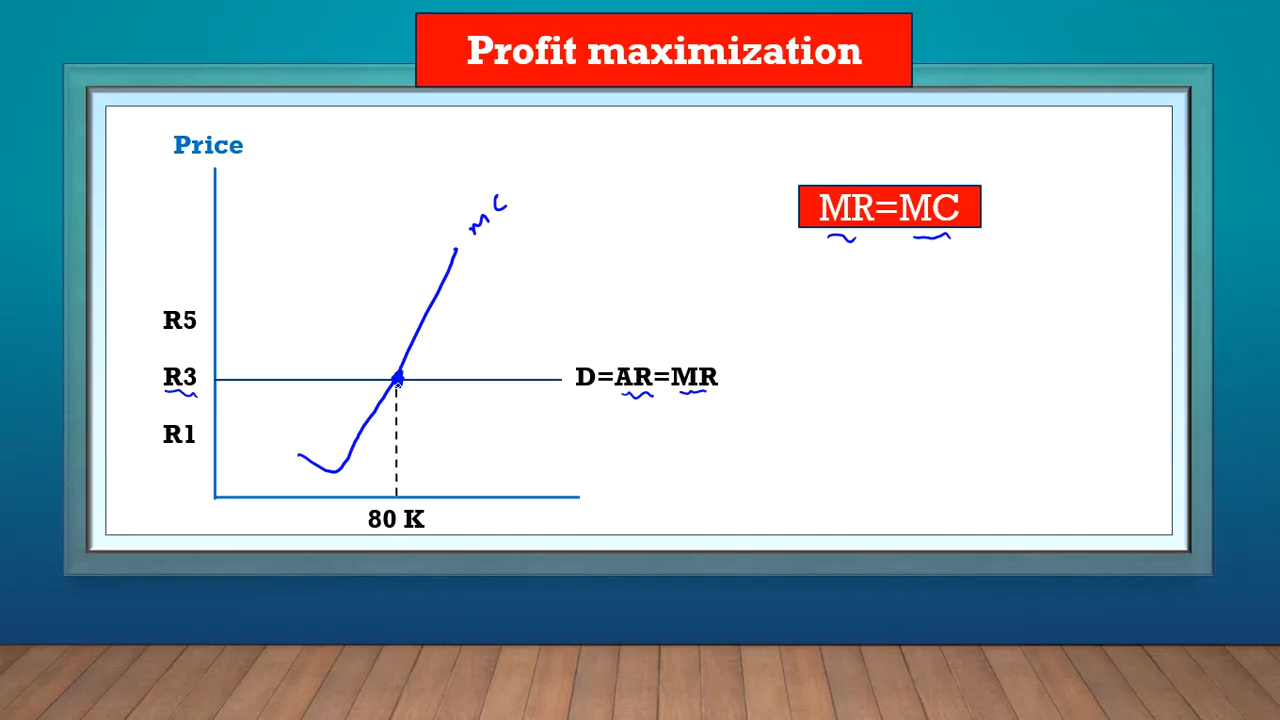 Profit maximization
Price
MR=MC
MC
R5
R3
D=AR=MR
R1
80 K